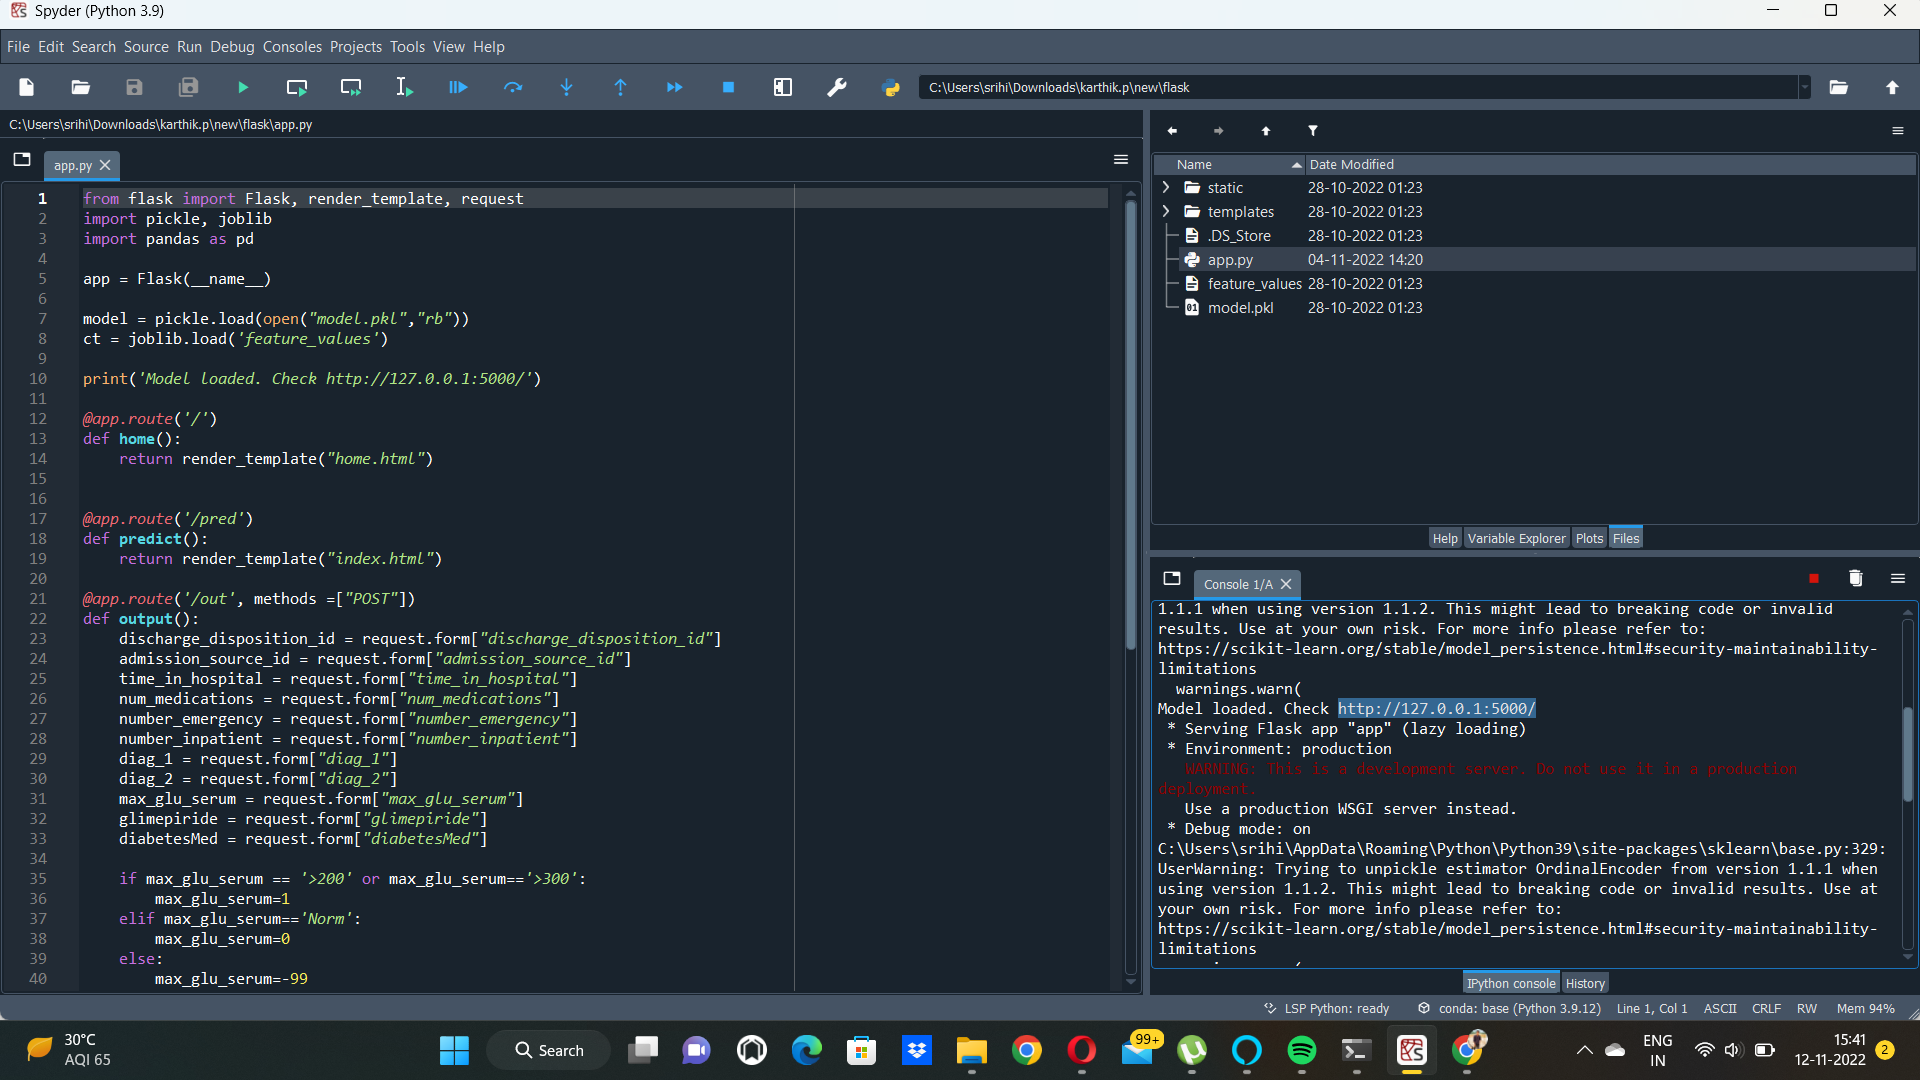 Spyder (Python 3.9)
File Edit Search Source Run Debug Consoles Projects Tools View Help
C:\Users\srihi\Downloads\karthik.p\new\flask
C:\Users\srihi\Downloads\karthik.p\new\flask\app.py
app.py
1 from flask import Flask, render_template, request
2 import pickle, joblib
3 import pandas as pd
4
5 app = Flask(__name__)
6
7 model = pickle.load(open("model.pkl","rb"))
8 ct = joblib.load('feature_values')
9
10 print('Model loaded. Check http://127.0.0.1:5000/')
11
12 @app.route('/')
13 def home():
14     return render_template("home.html")
15
16
17 @app.route('/pred')
18 def predict():
19     return render_template("index.html")
20
21 @app.route('/out', methods =["POST"])
22 def output():
23     discharge_disposition_id = request.form["discharge_disposition_id"]
24     admission_source_id = request.form["admission_source_id"]
25     time_in_hospital = request.form["time_in_hospital"]
26     num_medications = request.form["num_medications"]
27     number_emergency = request.form["number_emergency"]
28     number_inpatient = request.form["number_inpatient"]
29     diag_1 = request.form["diag_1"]
30     diag_2 = request.form["diag_2"]
31     max_glu_serum = request.form["max_glu_serum"]
32     glimepiride = request.form["glimepiride"]
33     diabetesMed = request.form["diabetesMed"]
34
35     if max_glu_serum == '>200' or max_glu_serum=='>300':
36         max_glu_serum=1
37     elif max_glu_serum=='Norm':
38         max_glu_serum=0
39     else:
40         max_glu_serum=-99
Name Date Modified
static 28-10-2022 01:23
templates 28-10-2022 01:23
.DS_Store 28-10-2022 01:23
app.py 04-11-2022 14:20
feature_values 28-10-2022 01:23
model.pkl 28-10-2022 01:23
Help Variable Explorer Plots Files
Console 1/A
1.1.1 when using version 1.1.2. This might lead to breaking code or invalid
results. Use at your own risk. For more info please refer to:
https://scikit-learn.org/stable/model_persistence.html#security-maintainability-
limitations
  warnings.warn(
Model loaded. Check http://127.0.0.1:5000/
 * Serving Flask app "app" (lazy loading)
 * Environment: production
   WARNING: This is a development server. Do not use it in a production
deployment.
   Use a production WSGI server instead.
 * Debug mode: on
C:\Users\srihi\AppData\Roaming\Python\Python39\site-packages\sklearn\base.py:329:
UserWarning: Trying to unpickle estimator OrdinalEncoder from version 1.1.1 when
using version 1.1.2. This might lead to breaking code or invalid results. Use at
your own risk. For more info please refer to:
https://scikit-learn.org/stable/model_persistence.html#security-maintainability-
limitations
IPython console History
LSP Python: ready conda: base (Python 3.9.12) Line 1, Col 1 ASCII CRLF RW Mem 94%
30°C
AQI 65
Search
99+
ENG
IN
15:41
12-11-2022
2